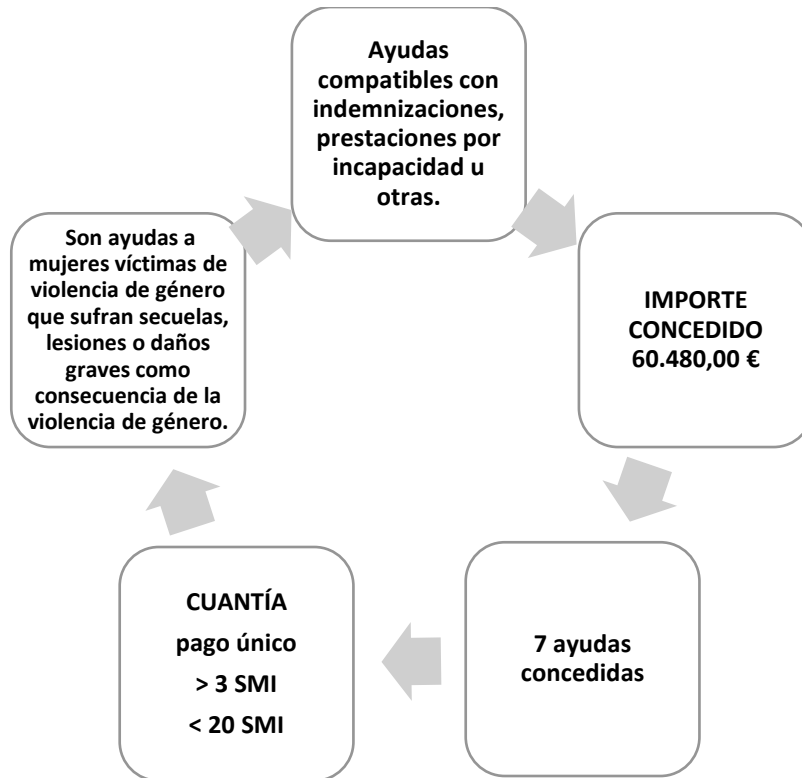 Ayudas
compatibles con
indemnizaciones,
prestaciones por
incapacidad u
otras.
IMPORTE
CONCEDIDO
60.480,00 €
7 ayudas
concedidas
CUANTÍA
pago único
> 3 SMI
< 20 SMI
Son ayudas a
mujeres víctimas de
violencia de género
que sufran secuelas,
lesiones o daños
graves como
consecuencia de la
violencia de género.